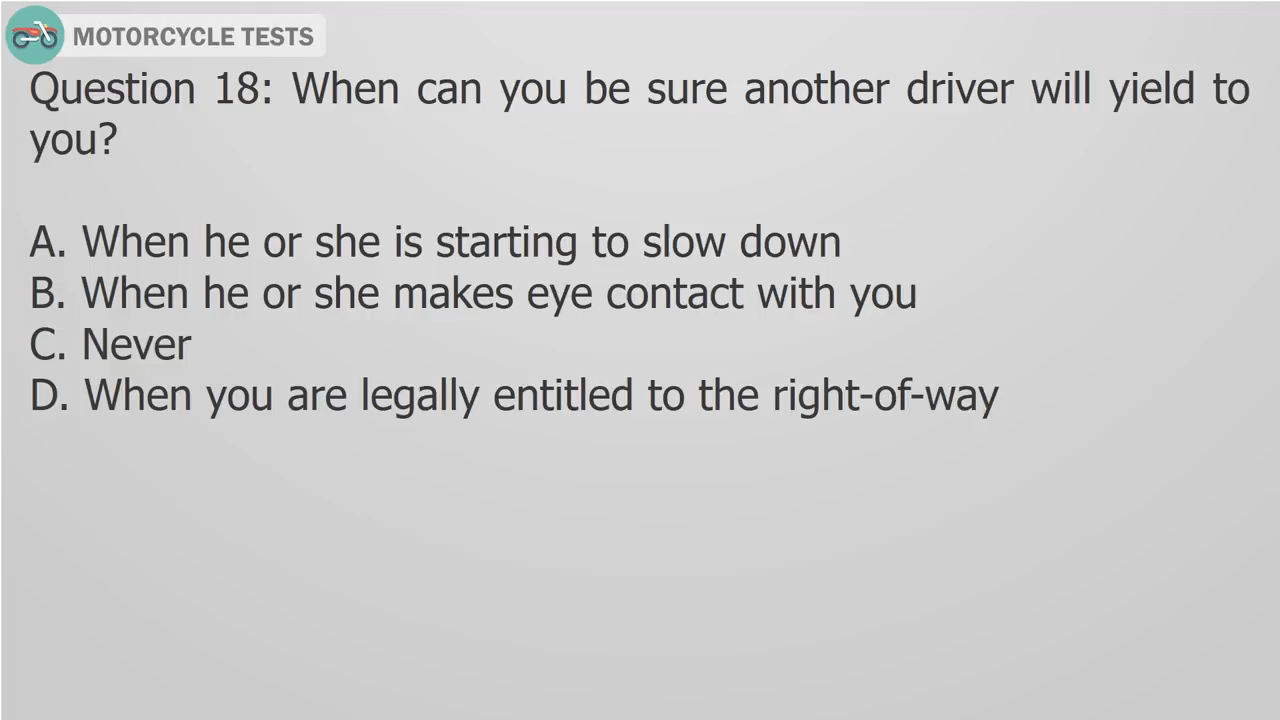 MOTORCYCLE TESTS
Question 18: When can you be sure another driver will yield to
you?
A. When he or she is starting to slow down
B. When he or she makes eye contact with you
C. Never
D. When you are legally entitled to the right-of-way